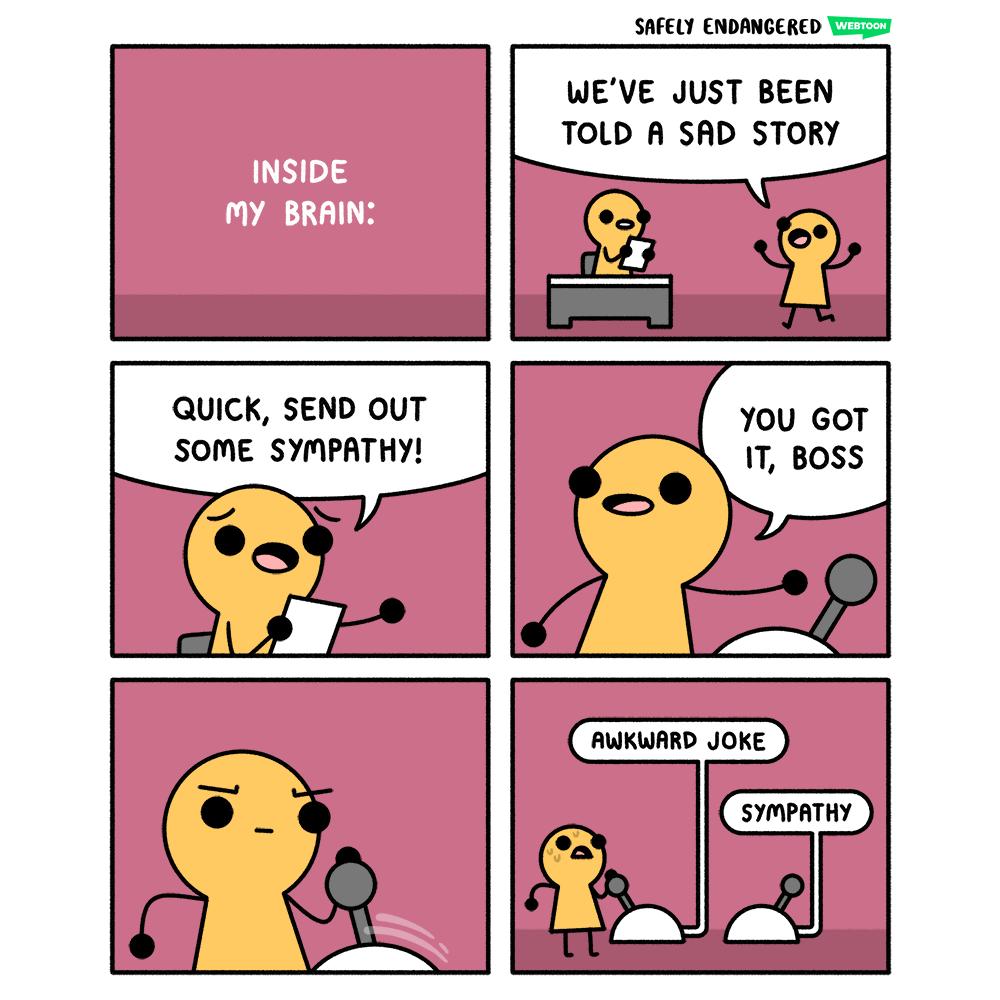 SAFELY ENDANGERED WEBTOON
INSIDE
MY BRAIN:
WE'VE JUST BEEN
TOLD A SAD STORY
QUICK, SEND OUT
SOME SYMPATHY!
YOU GOT
IT, BOSS
AWKWARD JOKE
SYMPATHY